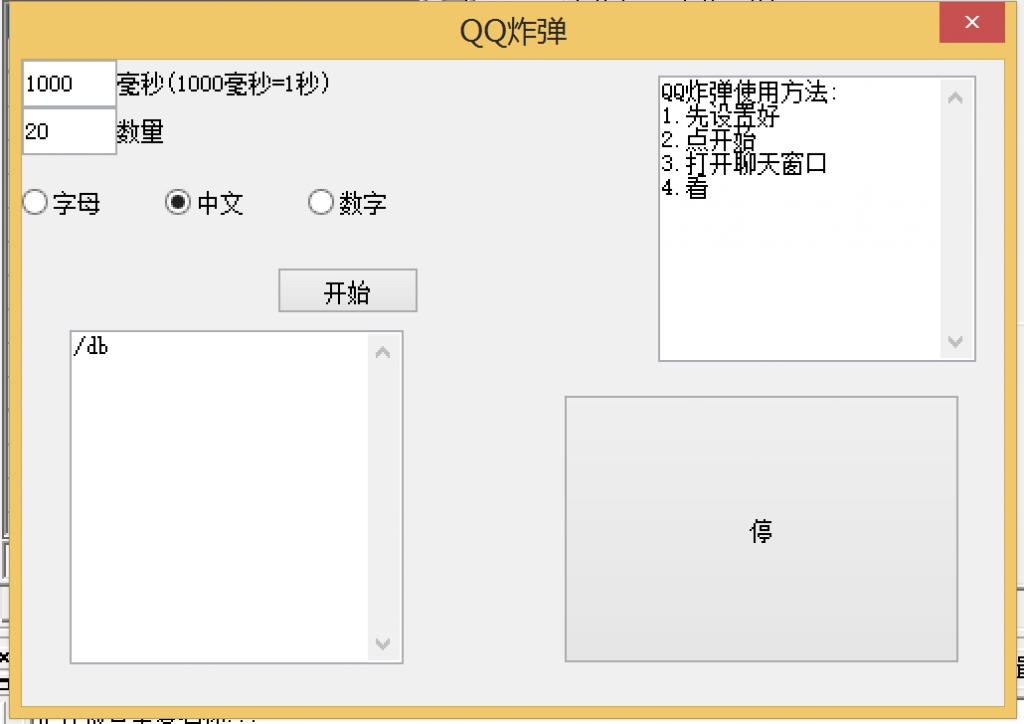 QQ炸弹
1000 毫秒(1000毫秒=1秒)
20 数量
字母 中文 数字
开始
/db
QQ炸弹使用方法:
1.先设置好
2.点开始
3.打开聊天窗口
4.看
停